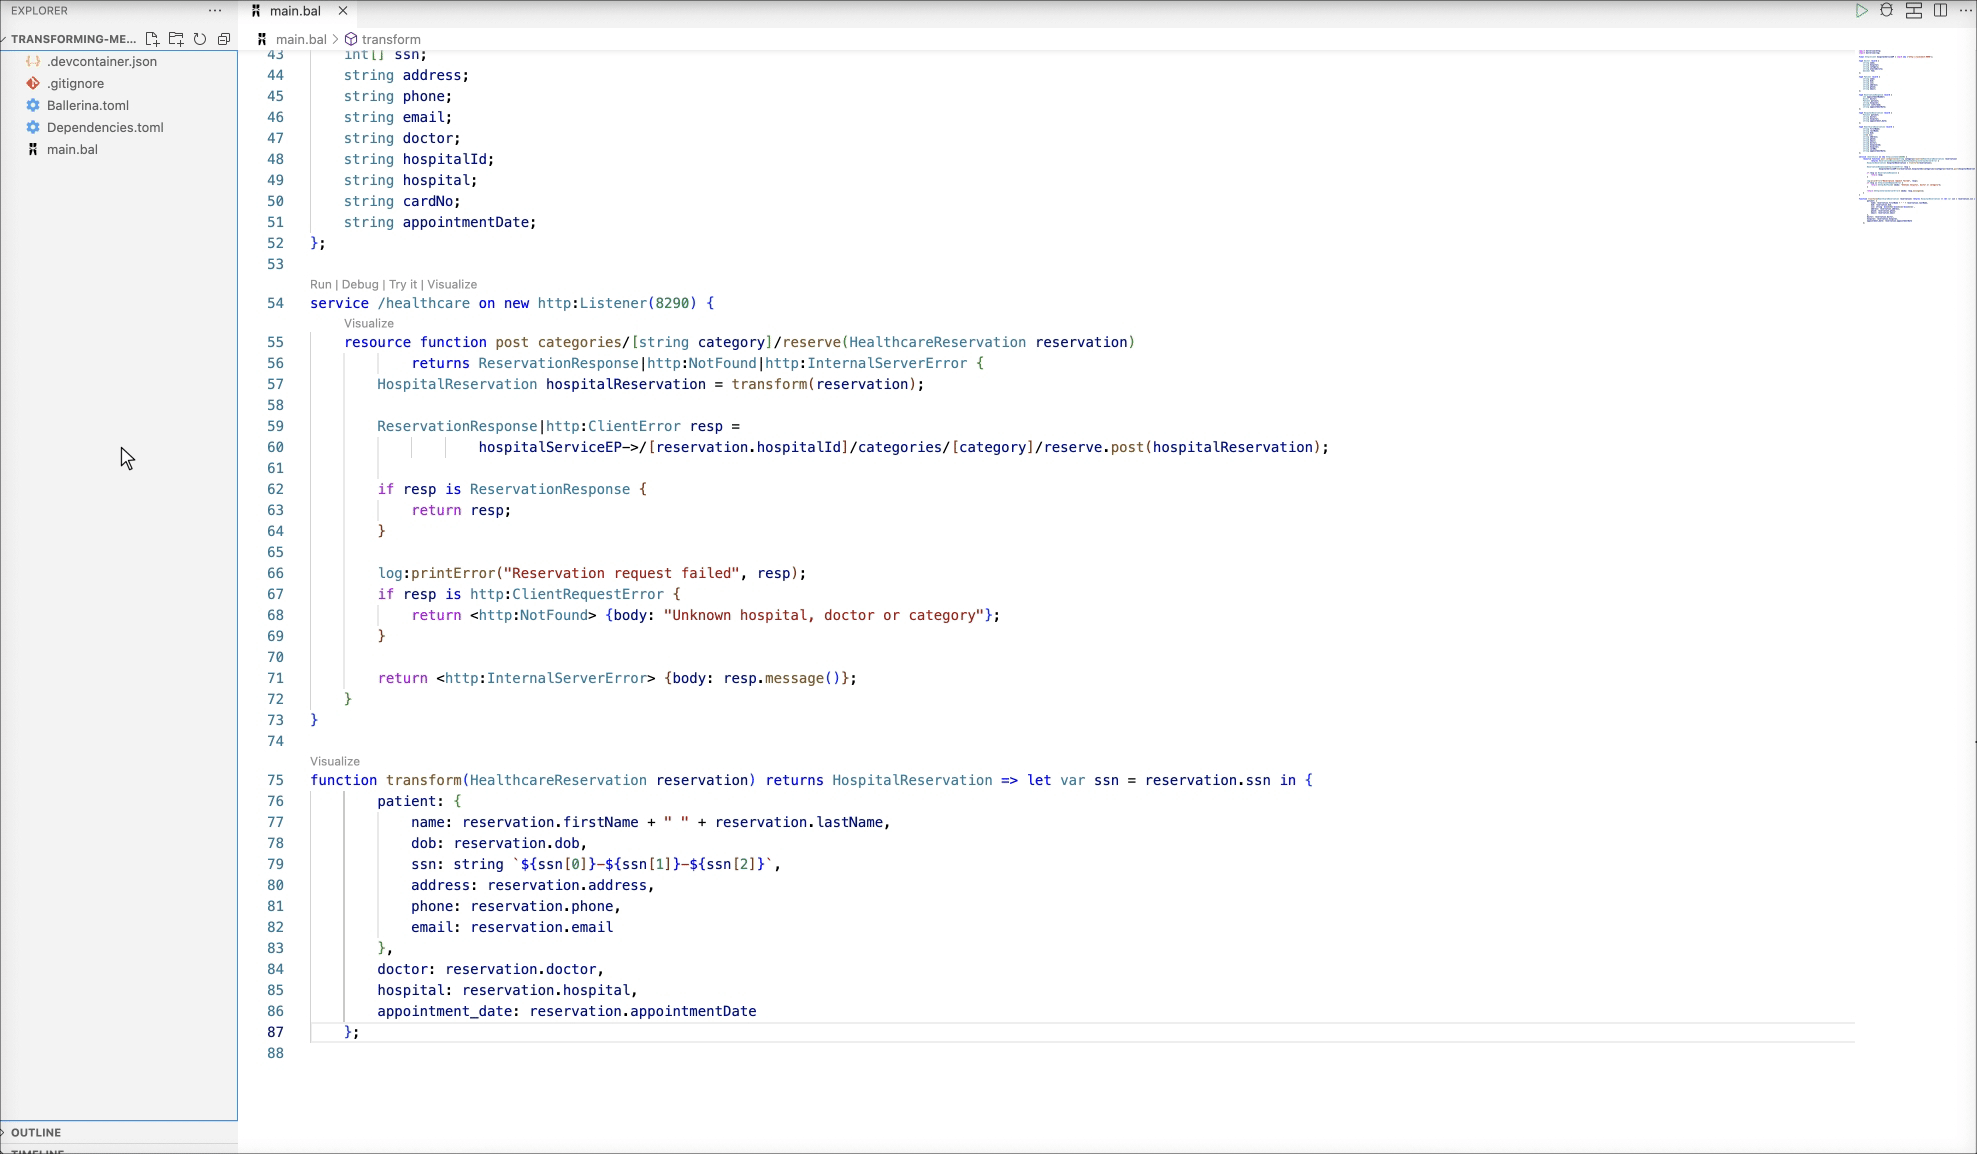 EXPLORER
TRANSFORMING-ME...
.devcontainer.json
.gitignore
Ballerina.toml
Dependencies.toml
main.bal
OUTLINE
TIMELINE
main.bal
main.bal > transform
43 int[] ssn;
44 string address;
45 string phone;
46 string email;
47 string doctor;
48 string hospitalId;
49 string hospital;
50 string cardNo;
51 string appointmentDate;
52 };
53
Run | Debug | Try it | Visualize
54 service /healthcare on new http:Listener(8290) {
Visualize
55 resource function post categories/[string category]/reserve(HealthcareReservation reservation)
56 returns ReservationResponse|http:NotFound|http:InternalServerError {
57 HospitalReservation hospitalReservation = transform(reservation);
58
59 ReservationResponse|http:ClientError resp =
60 hospitalServiceEP->/[reservation.hospitalId]/categories/[category]/reserve.post(hospitalReservation);
61
62 if resp is ReservationResponse {
63 return resp;
64 }
65
66 log:printError("Reservation request failed", resp);
67 if resp is http:ClientRequestError {
68 return <http:NotFound> {body: "Unknown hospital, doctor or category"};
69 }
70
71 return <http:InternalServerError> {body: resp.message()};
72 }
73 }
74
Visualize
75 function transform(HealthcareReservation reservation) returns HospitalReservation => let var ssn = reservation.ssn in {
76 patient: {
77 name: reservation.firstName + " " + reservation.lastName,
78 dob: reservation.dob,
79 ssn: string `${ssn[0]}-${ssn[1]}-${ssn[2]}`,
80 address: reservation.address,
81 phone: reservation.phone,
82 email: reservation.email
83 },
84 doctor: reservation.doctor,
85 hospital: reservation.hospital,
86 appointment_date: reservation.appointmentDate
87 };
88